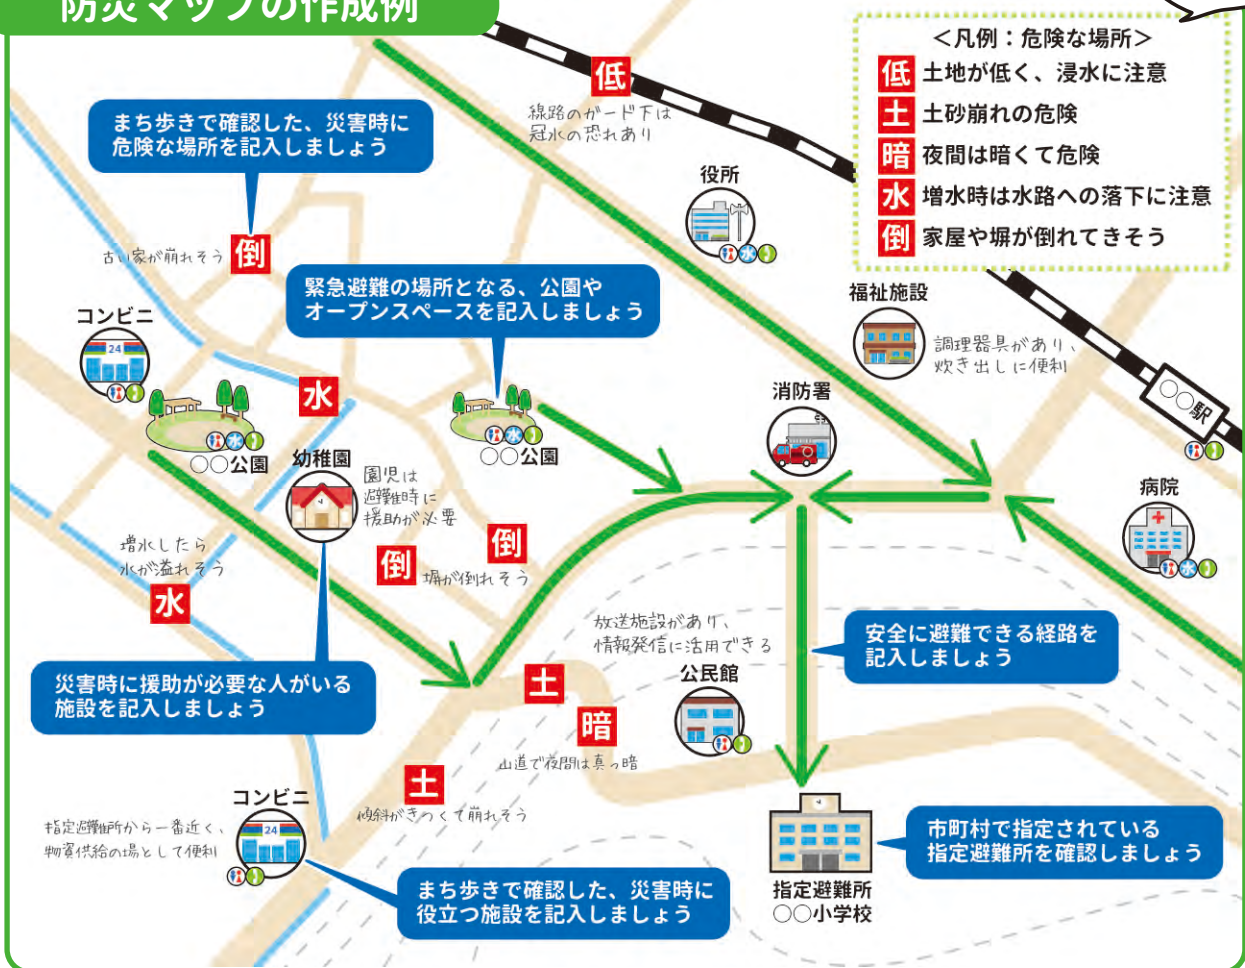 防災マップの作成例
＜凡例：危険な場所＞
低 土地が低く、浸水に注意
土 土砂崩れの危険
暗 夜間は暗くて危険
水 増水時は水路への落下に注意
倒 家屋や塀が倒れてきそう
低
線路のガード下は
冠水の恐れあり
まち歩きで確認した、災害時に
危険な場所を記入しましょう
役所
水
古い家が崩れそう
倒
緊急避難の場所となる、公園や
オープンスペースを記入しましょう
福祉施設
調理器具があり、
炊き出しに便利
コンビニ
24
水
消防署
○○駅
水
○○公園
水
○○公園
幼稚園
園児は
避難時に
援助が必要
病院
水
倒
倒
塀が倒れそう
増水したら
水が溢れそう
水
放送施設があり、
情報発信に活用できる
公民館
安全に避難できる経路を
記入しましょう
災害時に援助が必要な人がいる
施設を記入しましょう
土
暗
山道で夜間は真っ暗
土
傾斜がきつくて崩れそう
コンビニ
24
指定避難所から一番近く、
物資供給の場として便利
市町村で指定されている
指定避難所を確認しましょう
まち歩きで確認した、災害時に
役立つ施設を記入しましょう
指定避難所
○○小学校